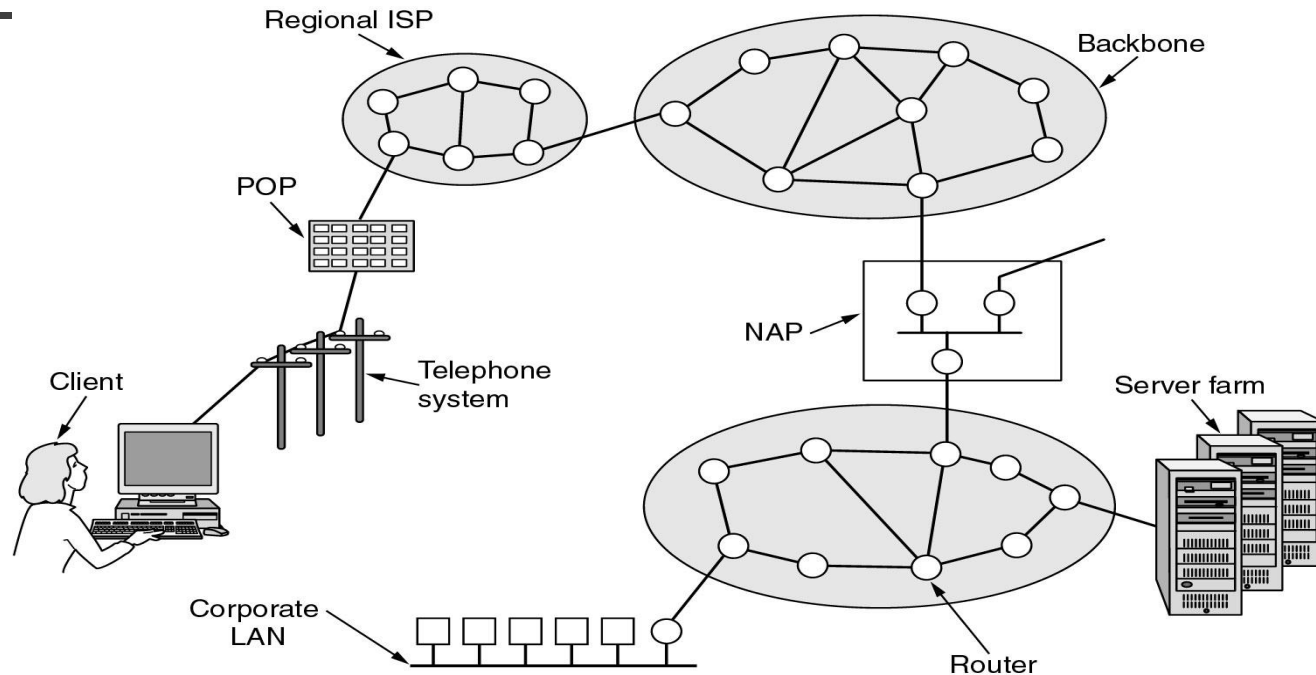 Regional ISP
Backbone
POP
NAP
Client
Telephone
system
Server farm
Corporate
LAN
Router